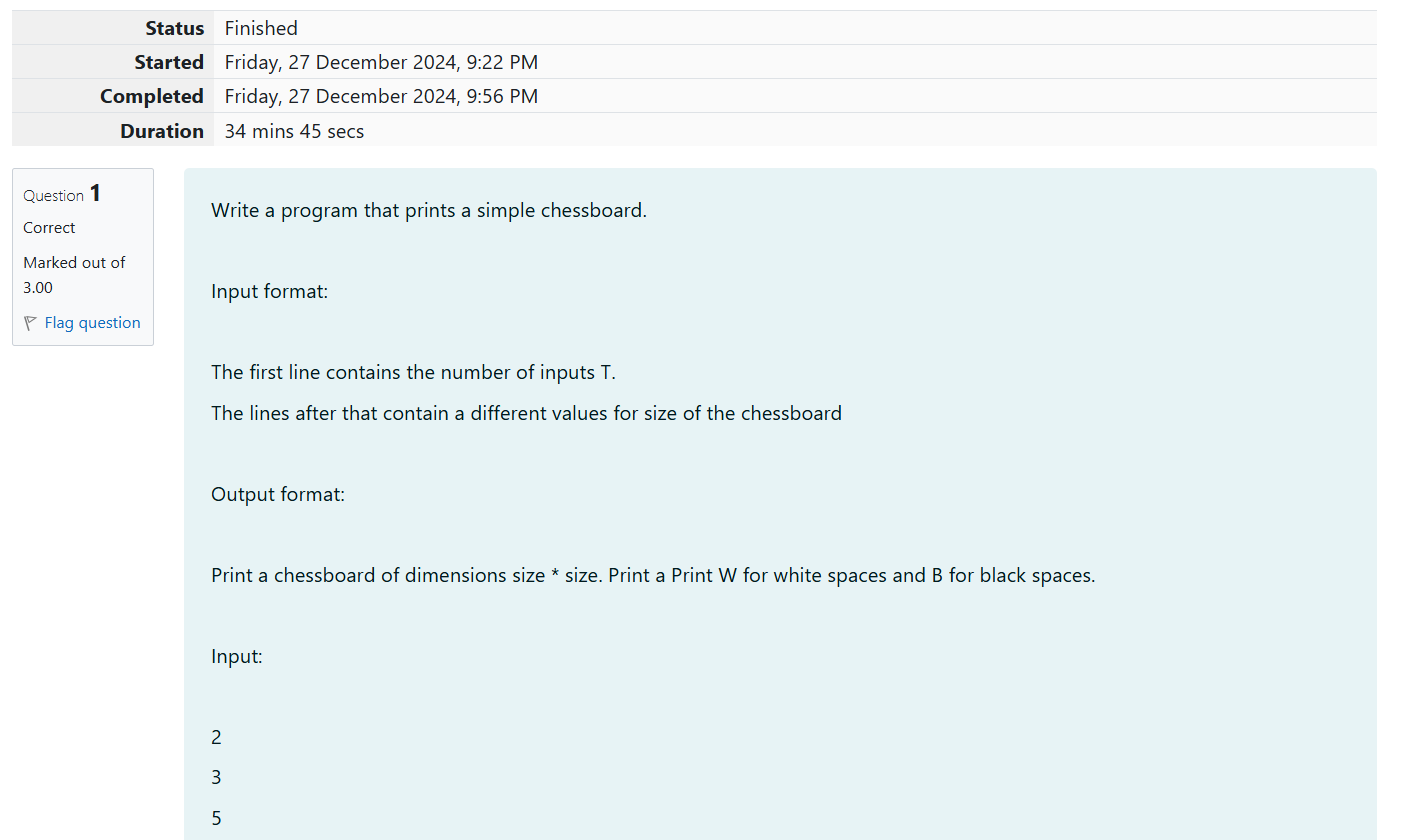 Status Finished
Started Friday, 27 December 2024, 9:22 PM
Completed Friday, 27 December 2024, 9:56 PM
Duration 34 mins 45 secs
Question 1
Correct
Marked out of
3.00
Flag question
Write a program that prints a simple chessboard.
Input format:
The first line contains the number of inputs T.
The lines after that contain a different values for size of the chessboard
Output format:
Print a chessboard of dimensions size * size. Print a Print W for white spaces and B for black spaces.
Input:
2
3
5